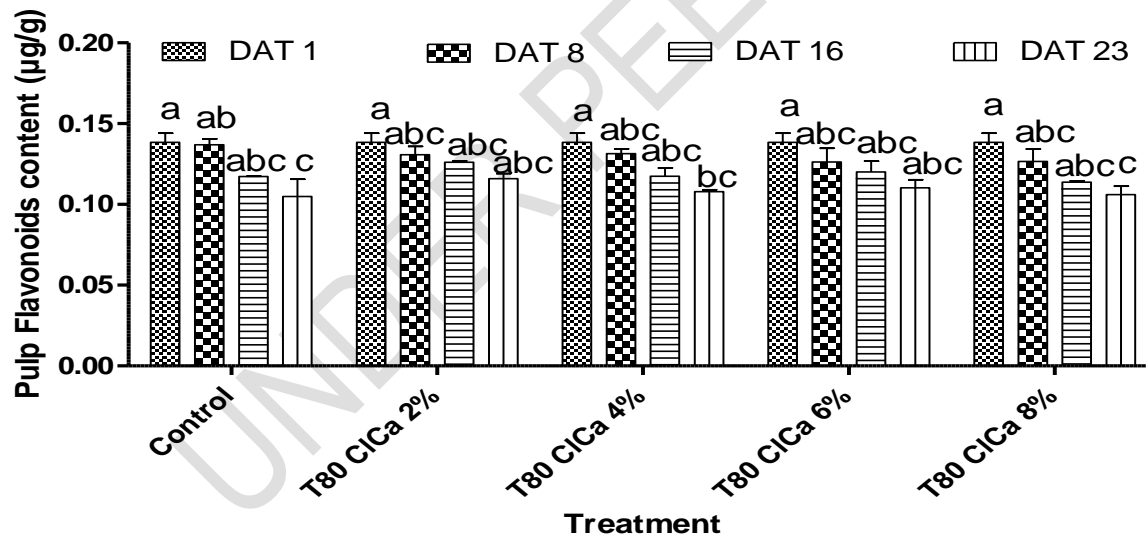 0.20
DAT 1
DAT 8
DAT 16
DAT 23
0.15
0.10
0.05
0.00
Pulp Flavonoids content (µg/g)
a
ab
abc
c
a
abc
abc
abc
a
abc
abc
bc
a
abc
abc
abc
a
abc
abc
c
Control
T80 ClCa 2%
T80 ClCa 4%
T80 ClCa 6%
T80 ClCa 8%
Treatment
UNDER PEE